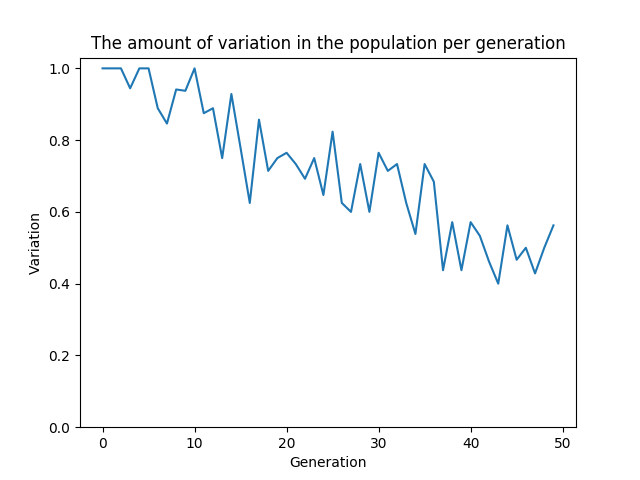 The amount of variation in the population per generation
1.0
0.8
0.6
0.4
0.2
0.0
Variation
0 10 20 30 40 50
Generation